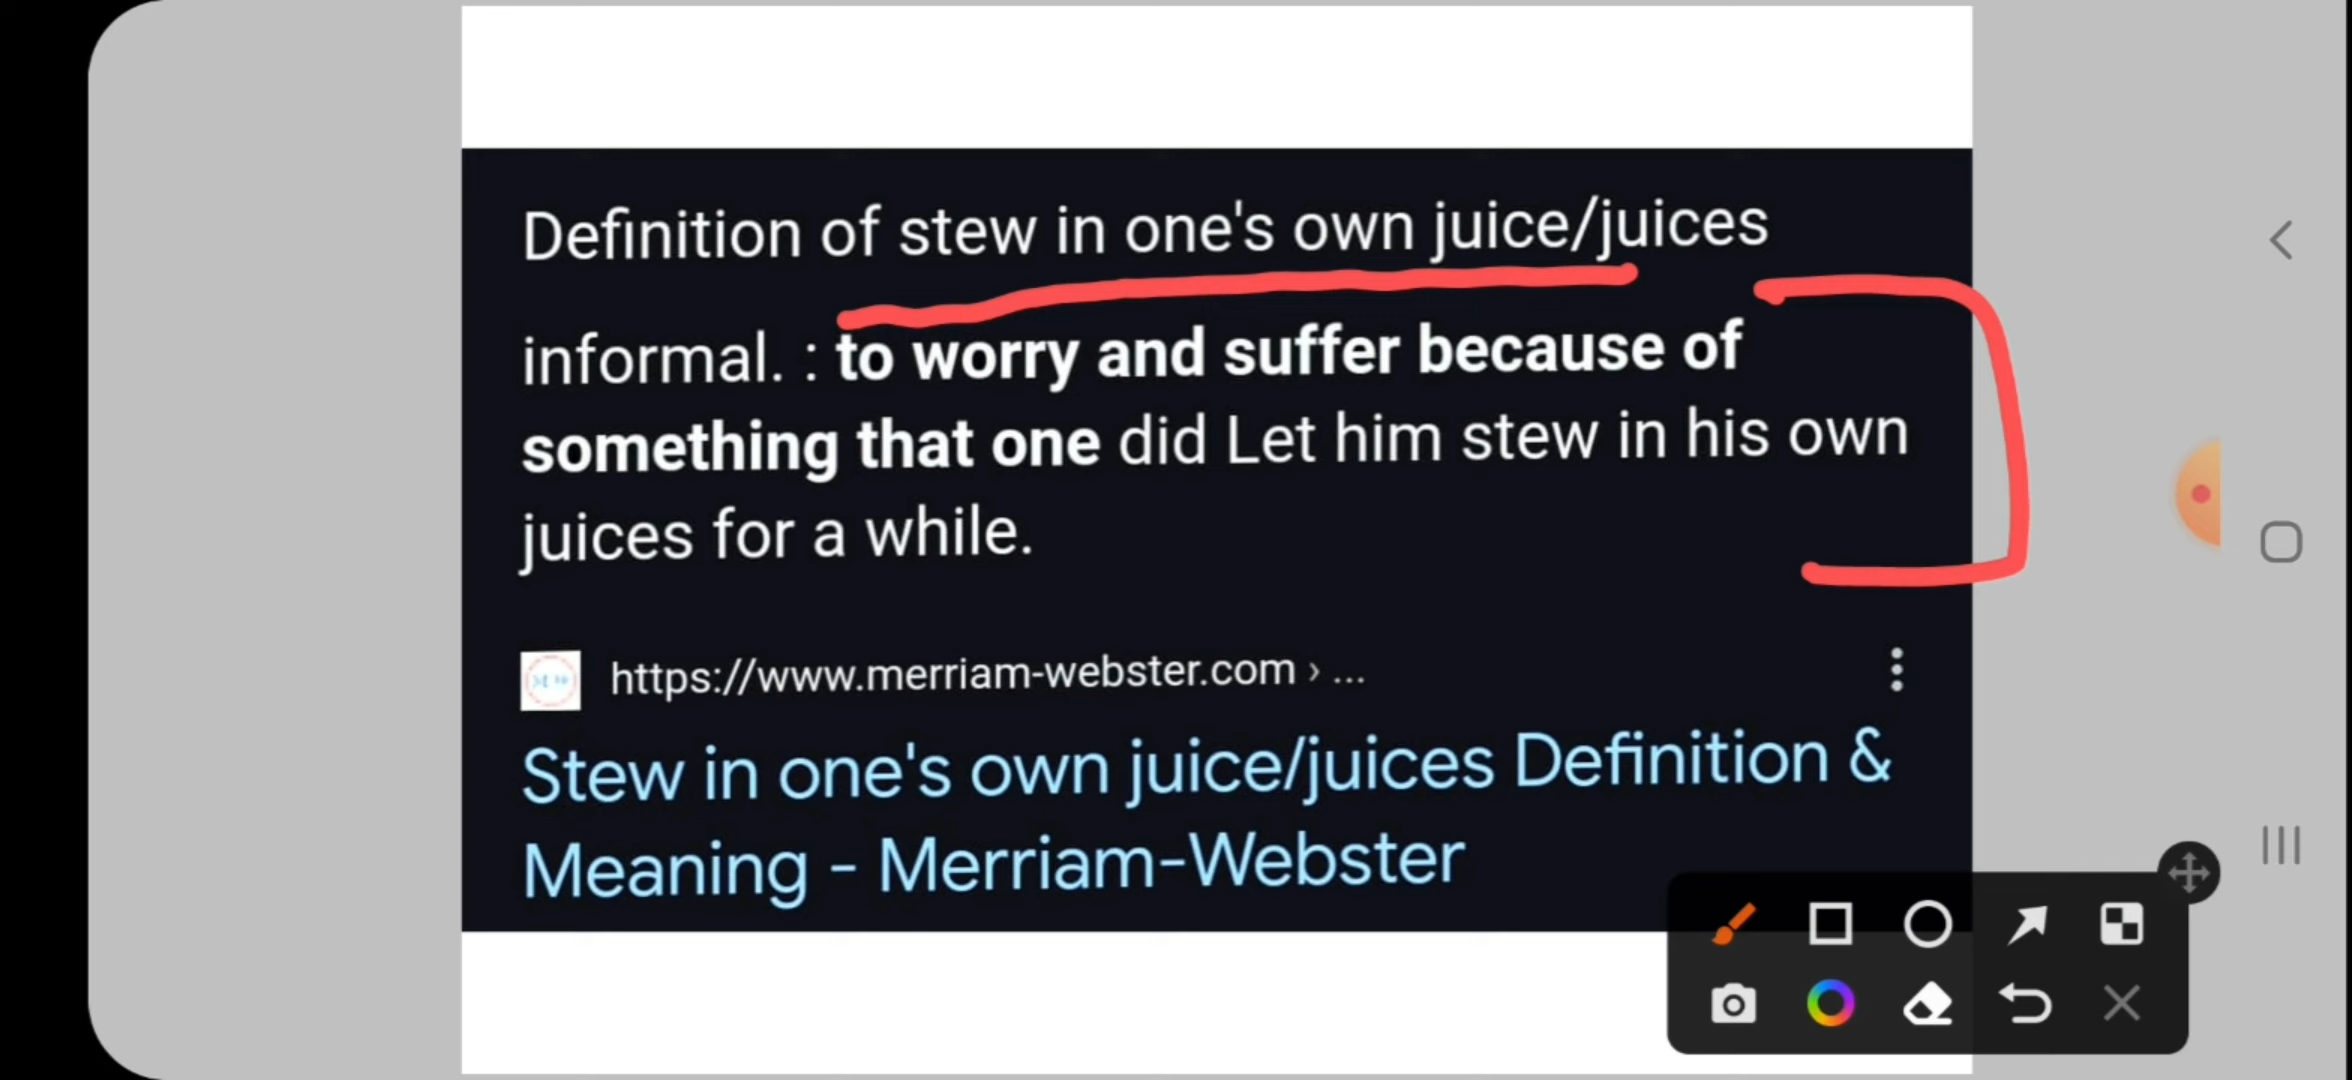 Definition of stew in one's own juice/juices
informal. : to worry and suffer because of
something that one did Let him stew in his own
juices for a while.
https://www.merriam-webster.com › ...
Stew in one's own juice/juices Definition &
Meaning - Merriam-Webster